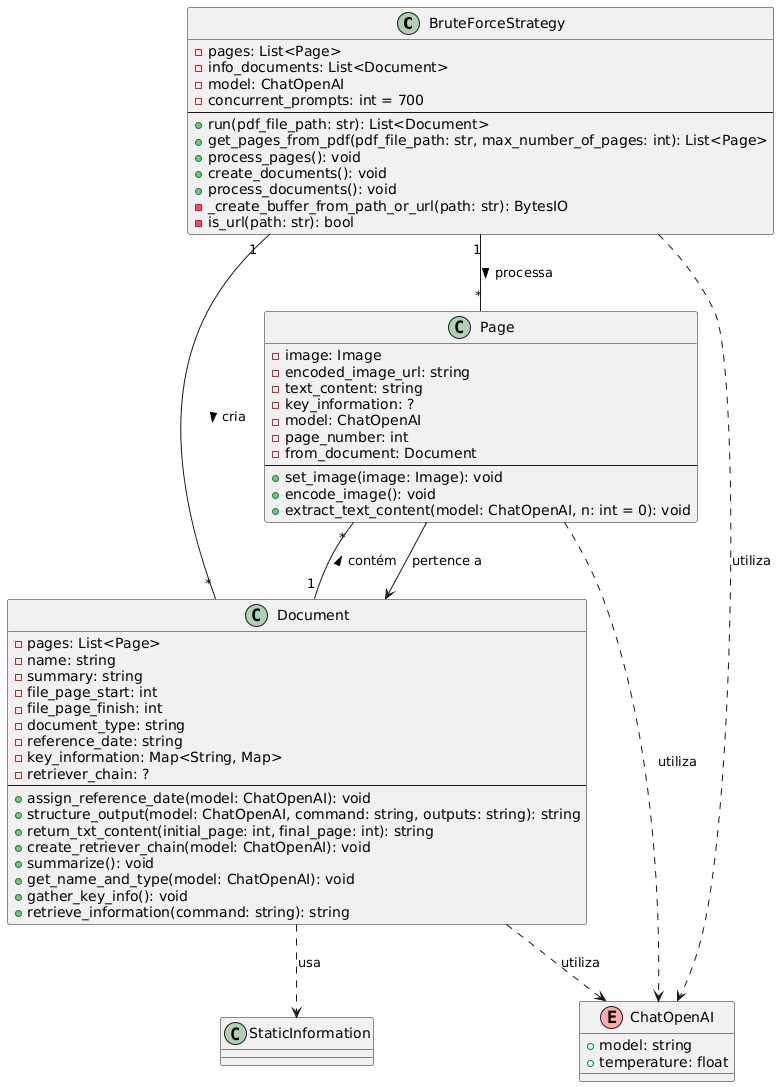 C BruteForceStrategy
pages: List<Page>
info_documents: List<Document>
model: ChatOpenAI
concurrent_prompts: int = 700
run(pdf_file_path: str): List<Document>
get_pages_from_pdf(pdf_file_path: str, max_number_of_pages: int): List<Page>
process_pages(): void
create_documents(): void
process_documents(): void
_create_buffer_from_path_or_url(path: str): BytesIO
is_url(path: str): bool
1
1
processa
*
C Page
image: Image
encoded_image_url: string
text_content: string
key_information: ?
model: ChatOpenAI
page_number: int
from_document: Document
set_image(image: Image): void
encode_image(): void
extract_text_content(model: ChatOpenAI, n: int = 0): void
cria
utiliza
*
contém
pertence a
*
1
C Document
pages: List<Page>
name: string
summary: string
file_page_start: int
file_page_finish: int
document_type: string
reference_date: string
key_information: Map<String, Map>
retriever_chain: ?
assign_reference_date(model: ChatOpenAI): void
structure_output(model: ChatOpenAI, command: string, outputs: string): string
return_txt_content(initial_page: int, final_page: int): string
create_retriever_chain(model: ChatOpenAI): void
summarize(): void
get_name_and_type(model: ChatOpenAI): void
gather_key_info(): void
retrieve_information(command: string): string
utiliza
usa
utiliza
C StaticInformation
E ChatOpenAI
model: string
temperature: float